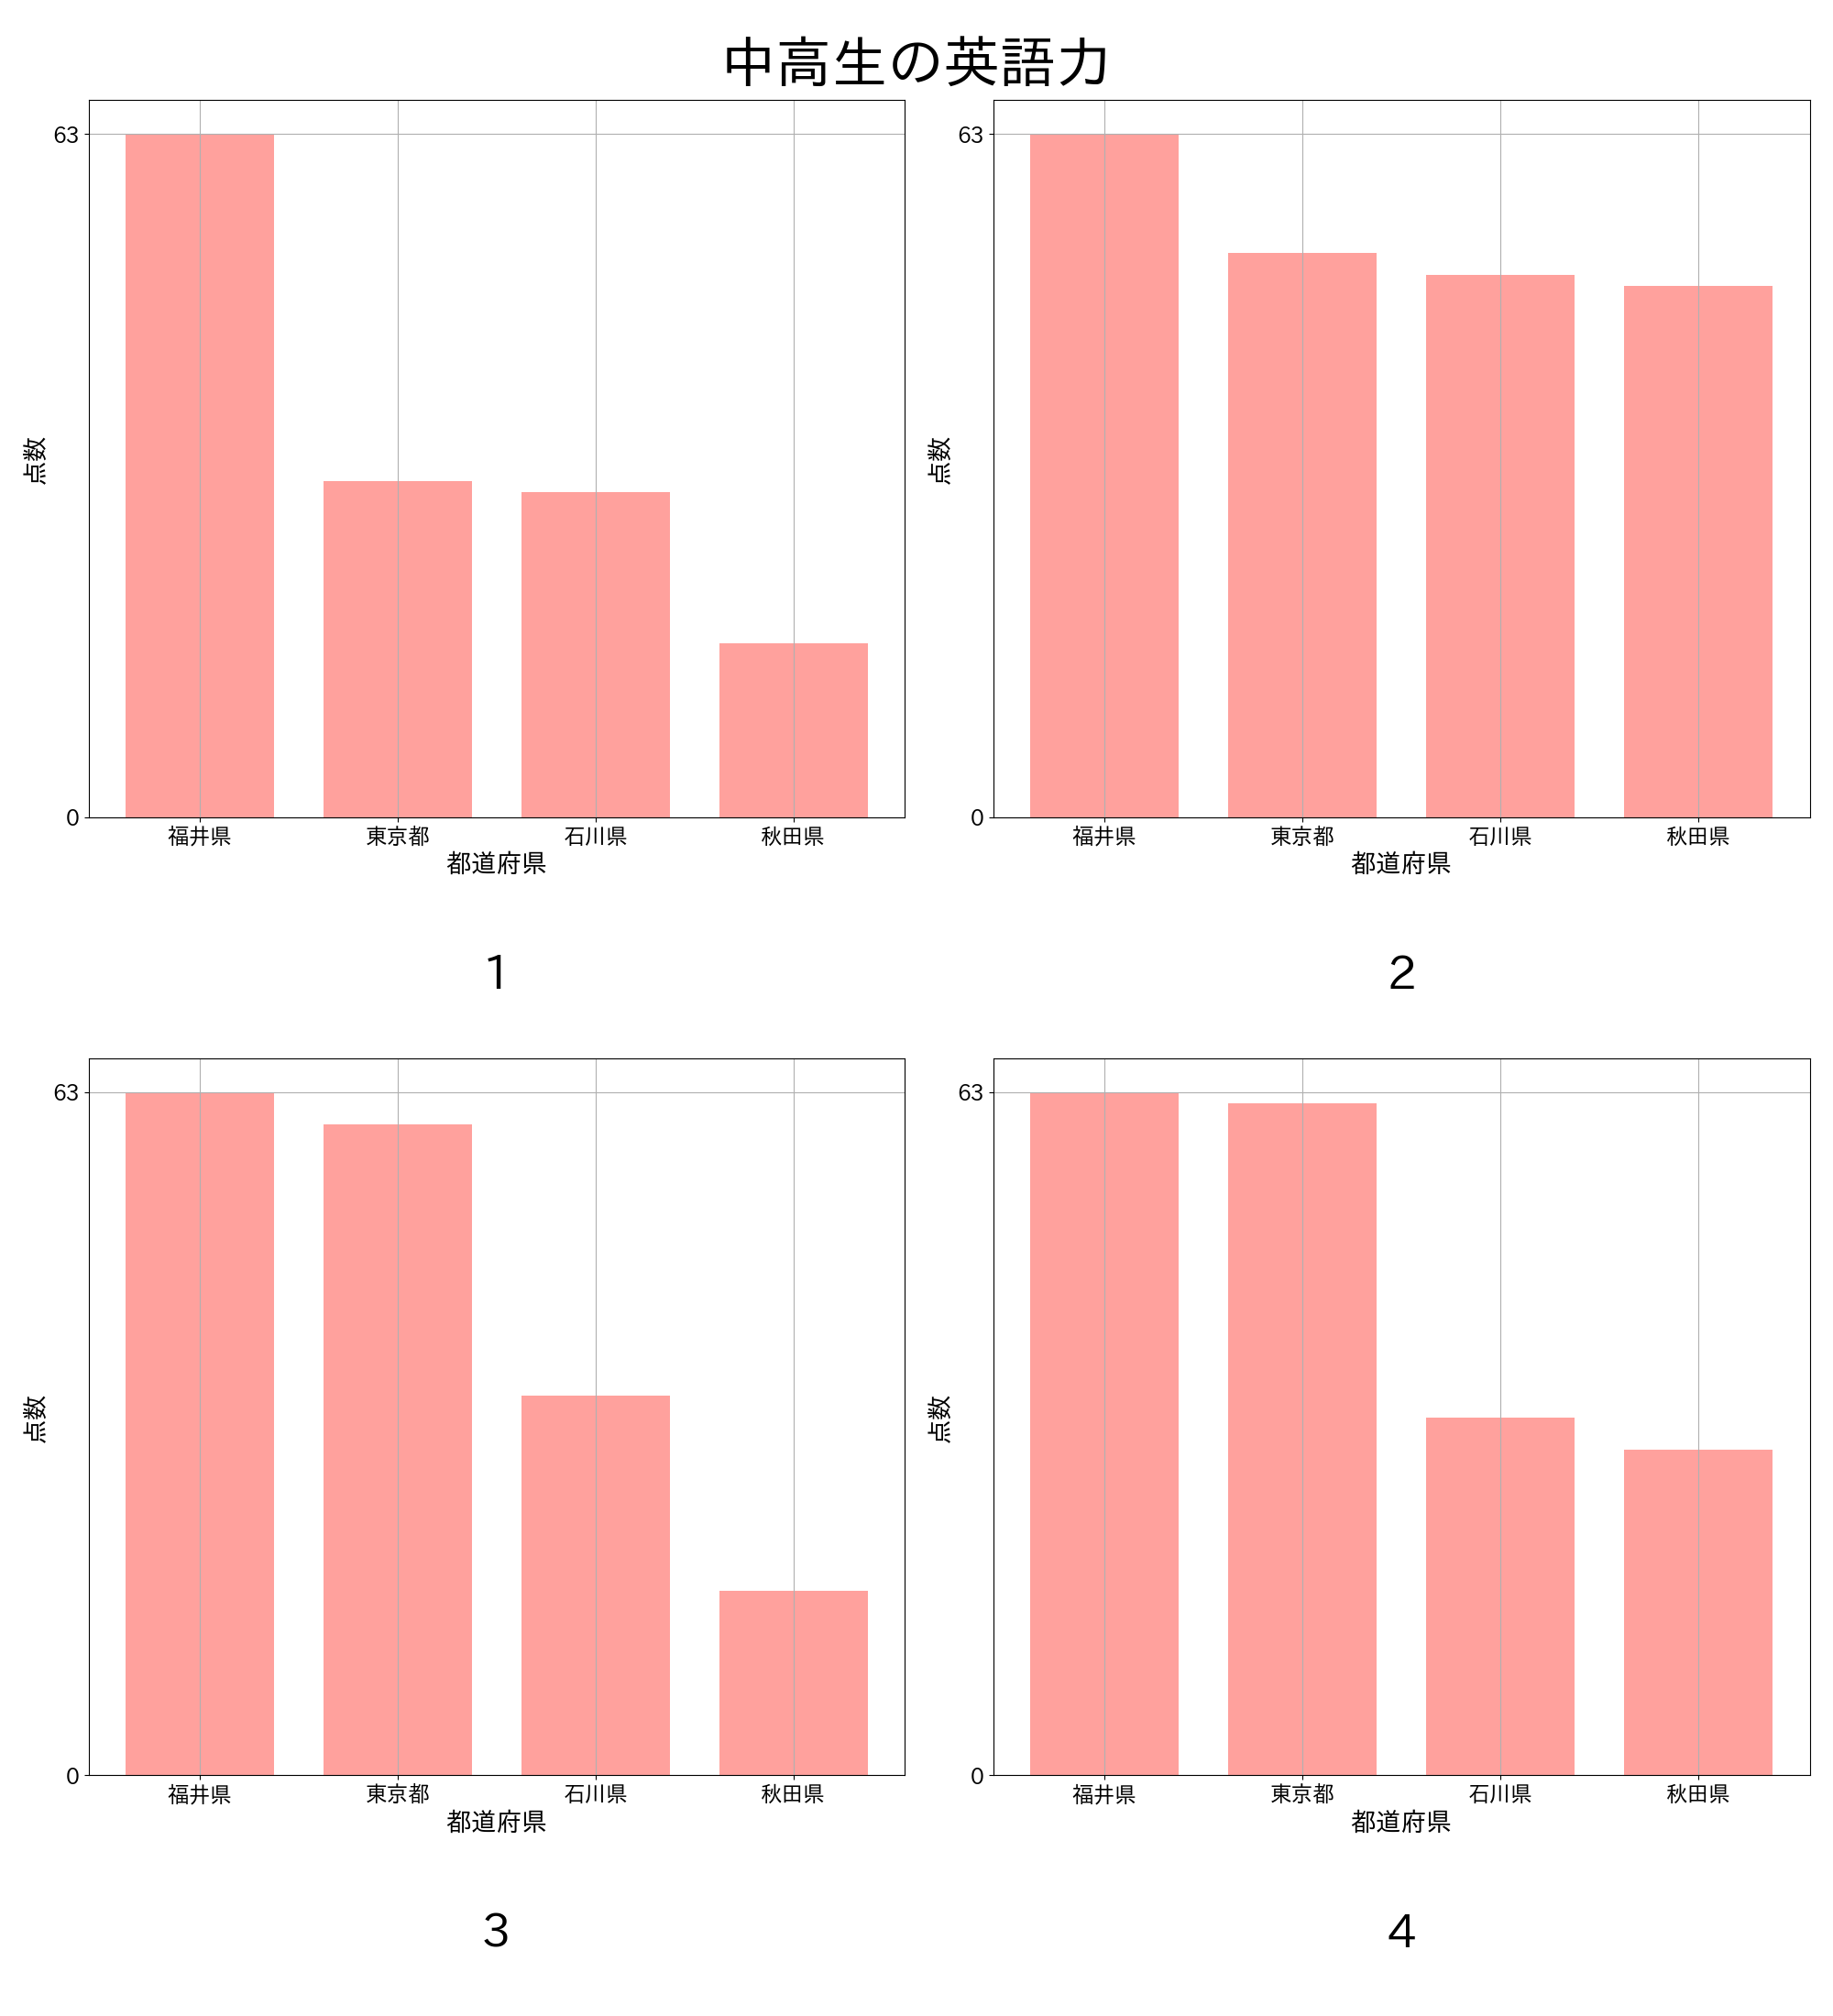 中高生の英語力
63
点数
0
福井県 東京都 石川県 秋田県
都道府県
1
63
点数
0
福井県 東京都 石川県 秋田県
都道府県
2
63
点数
0
福井県 東京都 石川県 秋田県
都道府県
3
63
点数
0
福井県 東京都 石川県 秋田県
都道府県
4